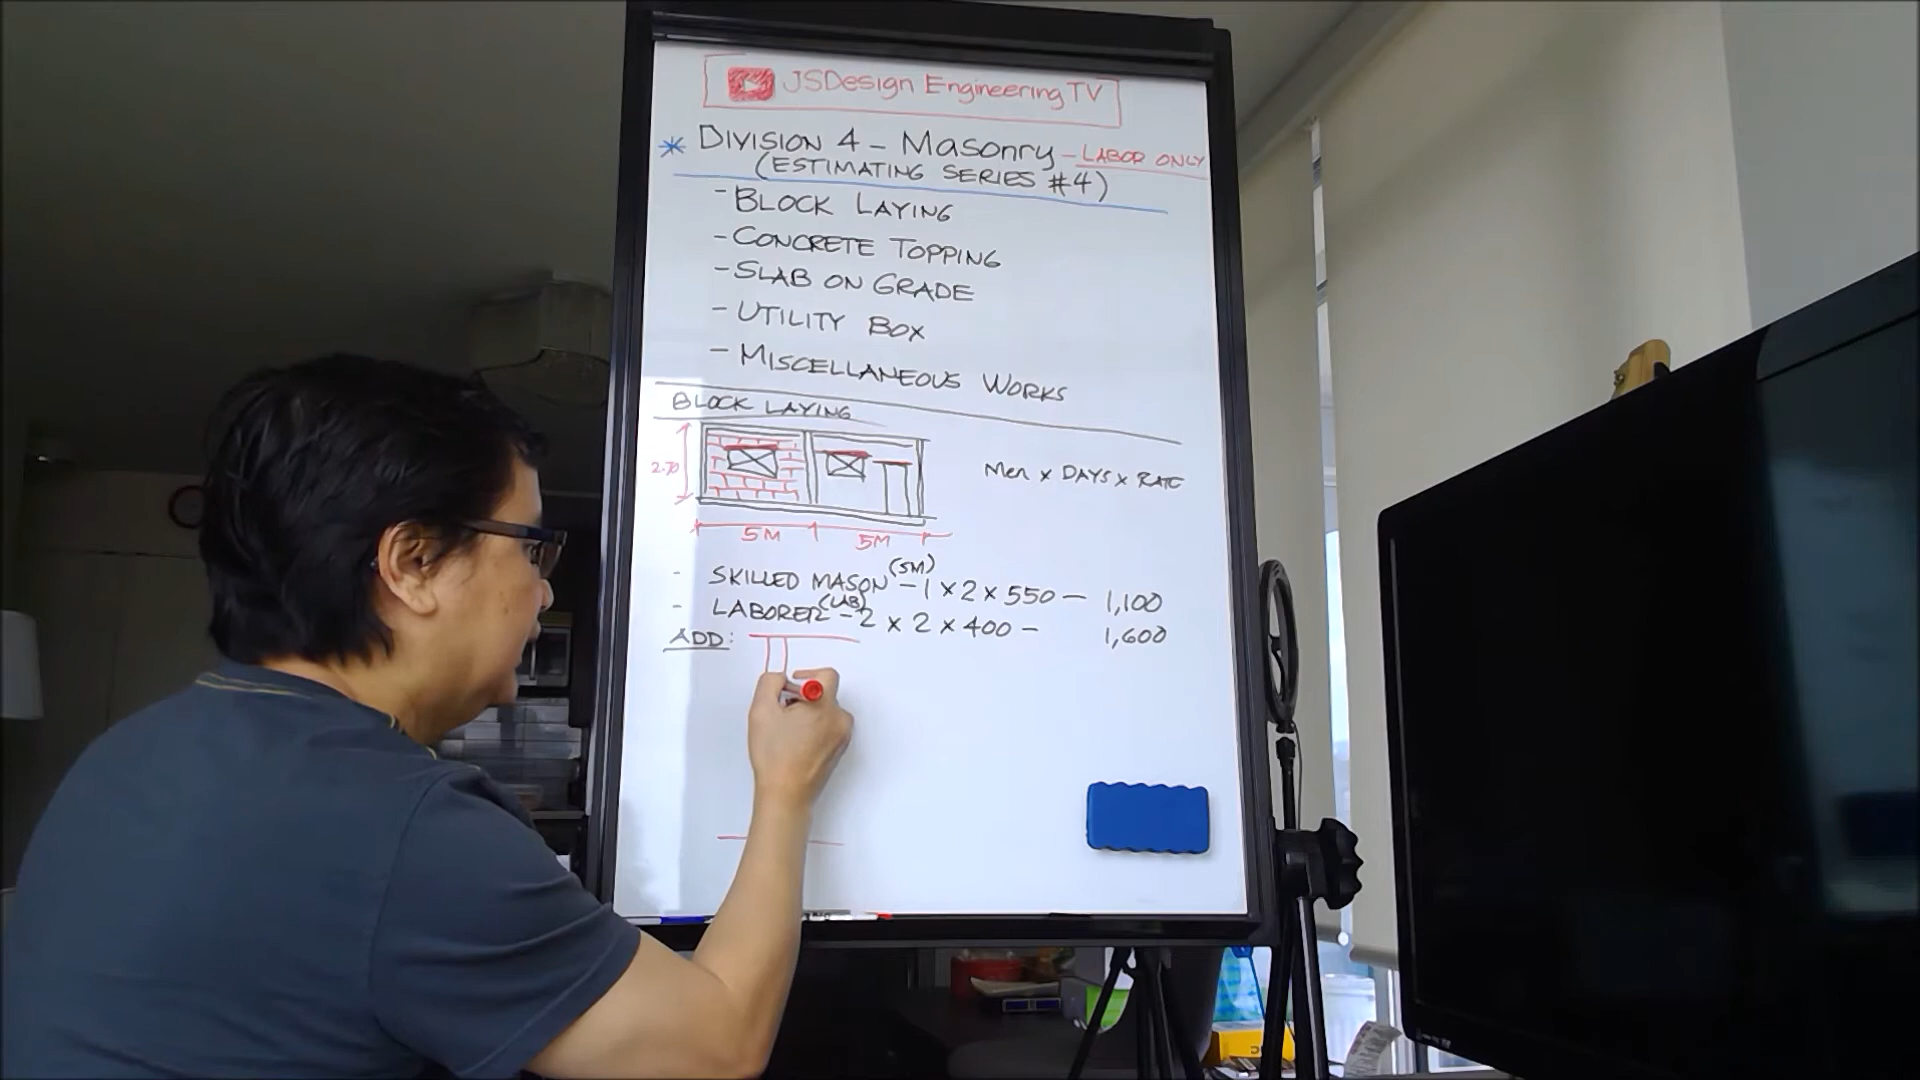 JSDesign Engineering TV
* DIVISION 4 - Masonry - LABOR ONLY
(ESTIMATING SERIES #4)
- BLOCK LAYING
- CONCRETE TOPPING
- SLAB ON GRADE
- UTILITY BOX
- MISCELLANEOUS WORKS
BLOCK LAYING
2.70
Men x DAYS x RATE
5M 5M
(SM)
- SKILLED MASON - 1 x 2 x 550 - 1,100
(LAB)
- LABORER - 2 x 2 x 400 - 1,600
ADD: